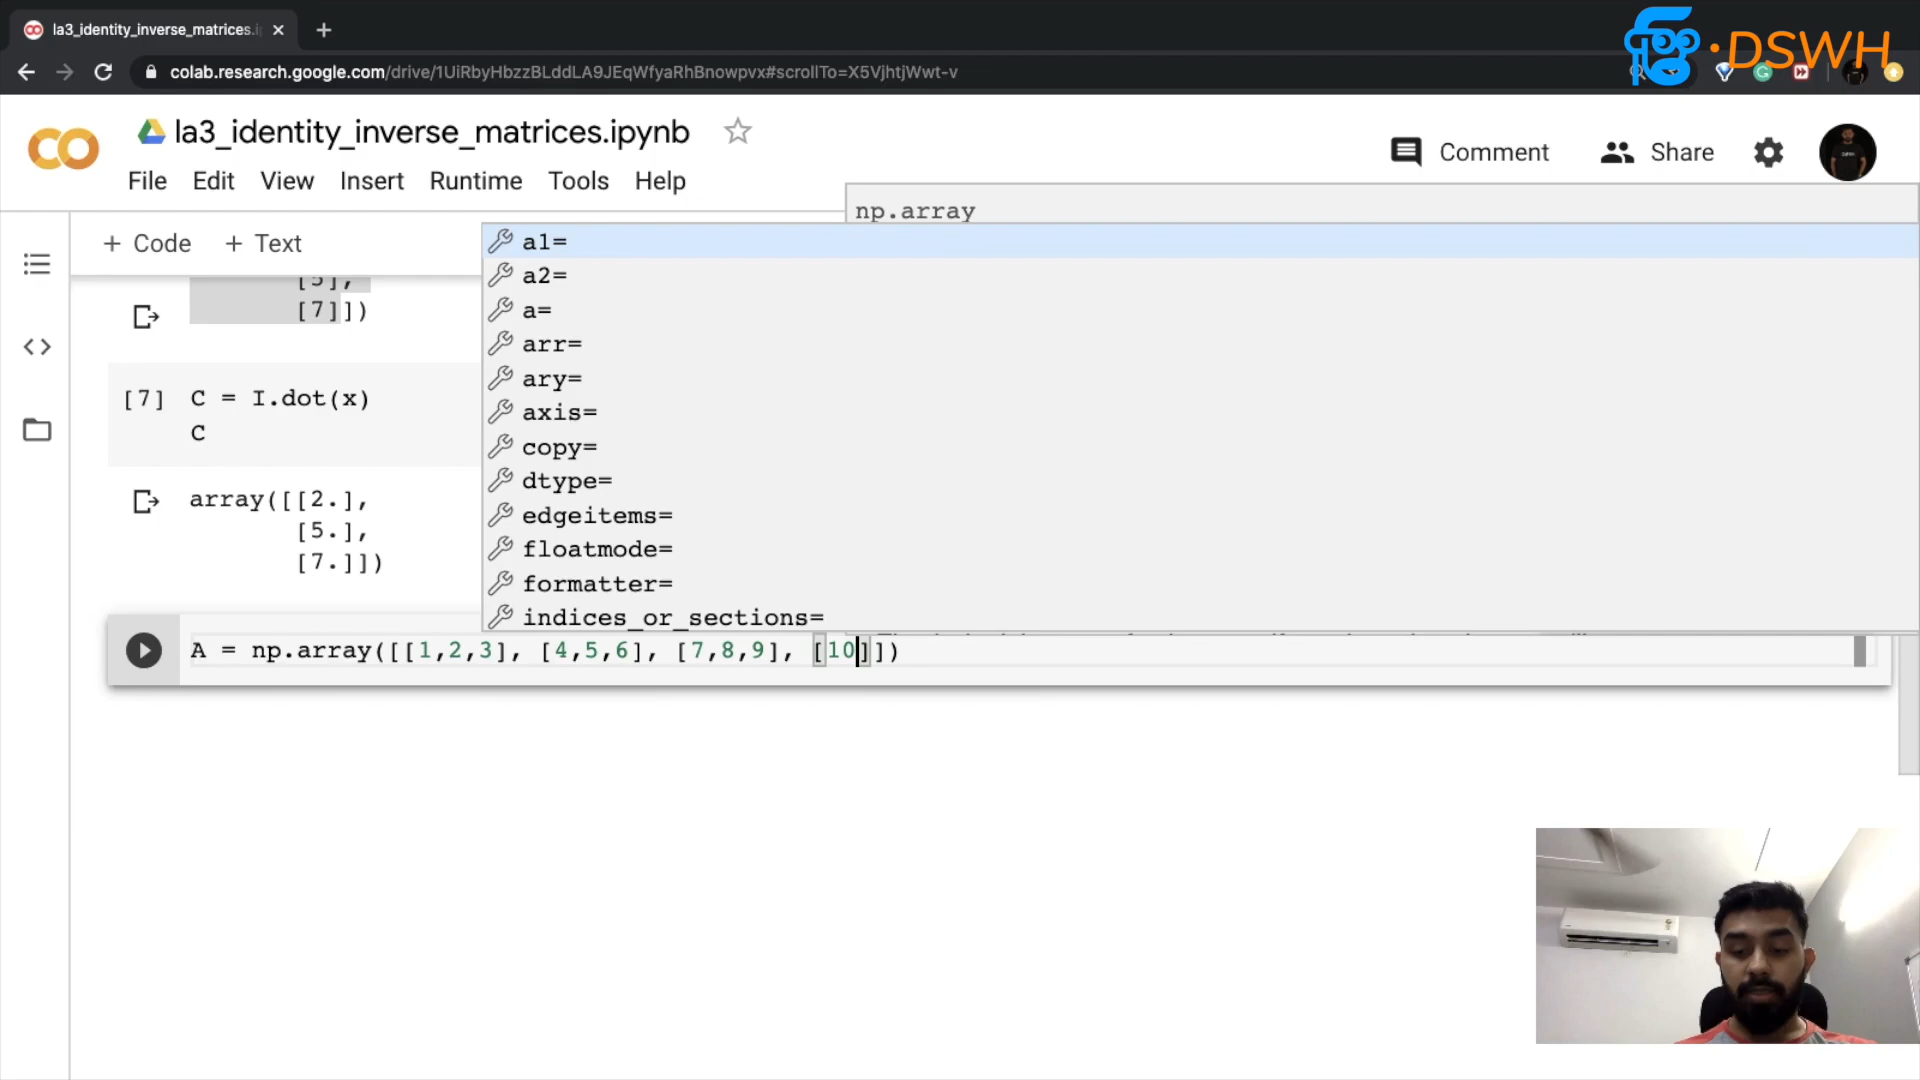 la3_identity_inverse_matrices.i
colab.research.google.com/drive/1UiRbyHbzzBLddLA9JEqWfyaRhBnowpvx#scrollTo=X5VjhtjWwt-v
DSWH
la3_identity_inverse_matrices.ipynb
Comment
Share
File Edit View Insert Runtime Tools Help
np.array
+ Code + Text
a1=
a2=
a=
arr=
ary=
axis=
copy=
dtype=
edgeitems=
floatmode=
formatter=
indices_or_sections=
[5],
[7]])
[7] C = I.dot(x)
C
array([[2.],
[5.],
[7.]])
A = np.array([[1,2,3], [4,5,6], [7,8,9], [10]])